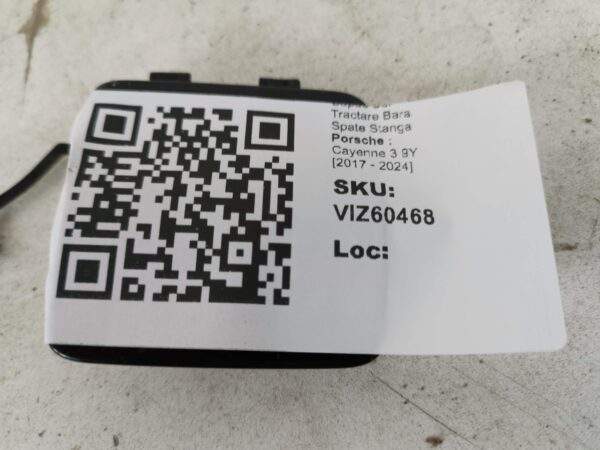 Tractare Bara
Spate Stanga
Porsche :
Cayenne 3 9Y
[2017 - 2024]
SKU:
VIZ60468
Loc: